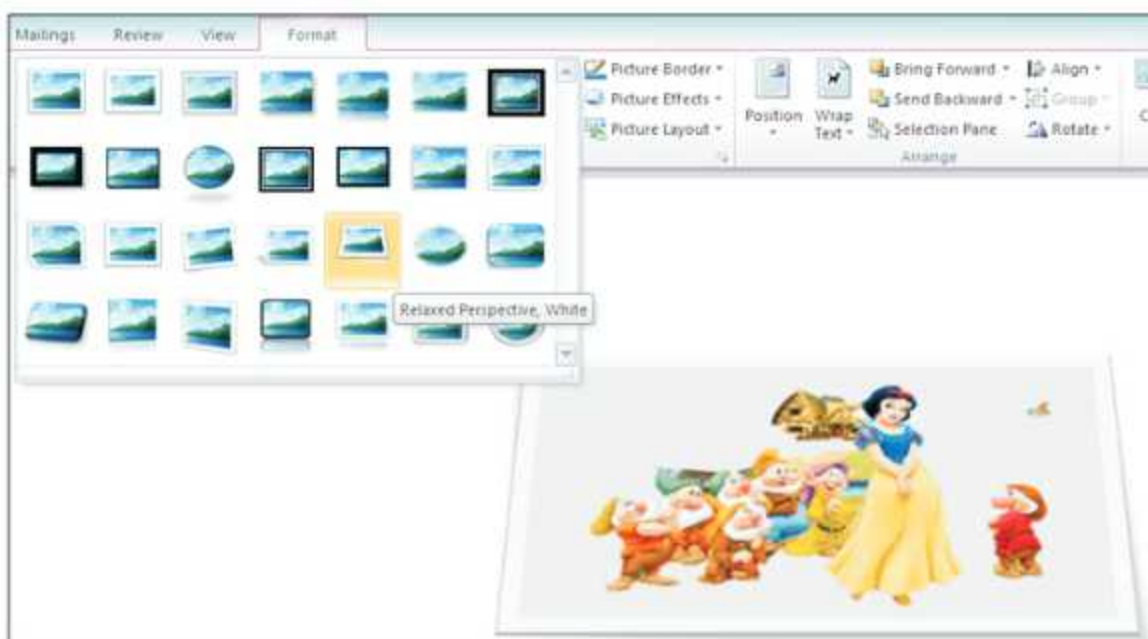 Mailings Review View Format
Picture Border
Picture Effects
Picture Layout
Position
Wrap Text
Bring Forward
Send Backward
Selection Pane
Align
Group
Rotate
Arrange
Relaxed Perspective, White